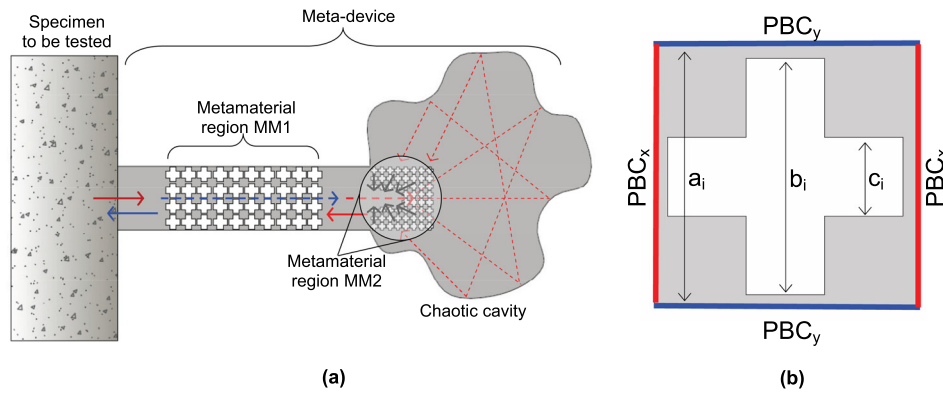 Specimen
to be tested
Meta-device
Metamaterial
region MM1
Metamaterial
region MM2
Chaotic cavity
(a)
PBCy
PBCx
ai
bi
ci
PBCx
PBCy
(b)